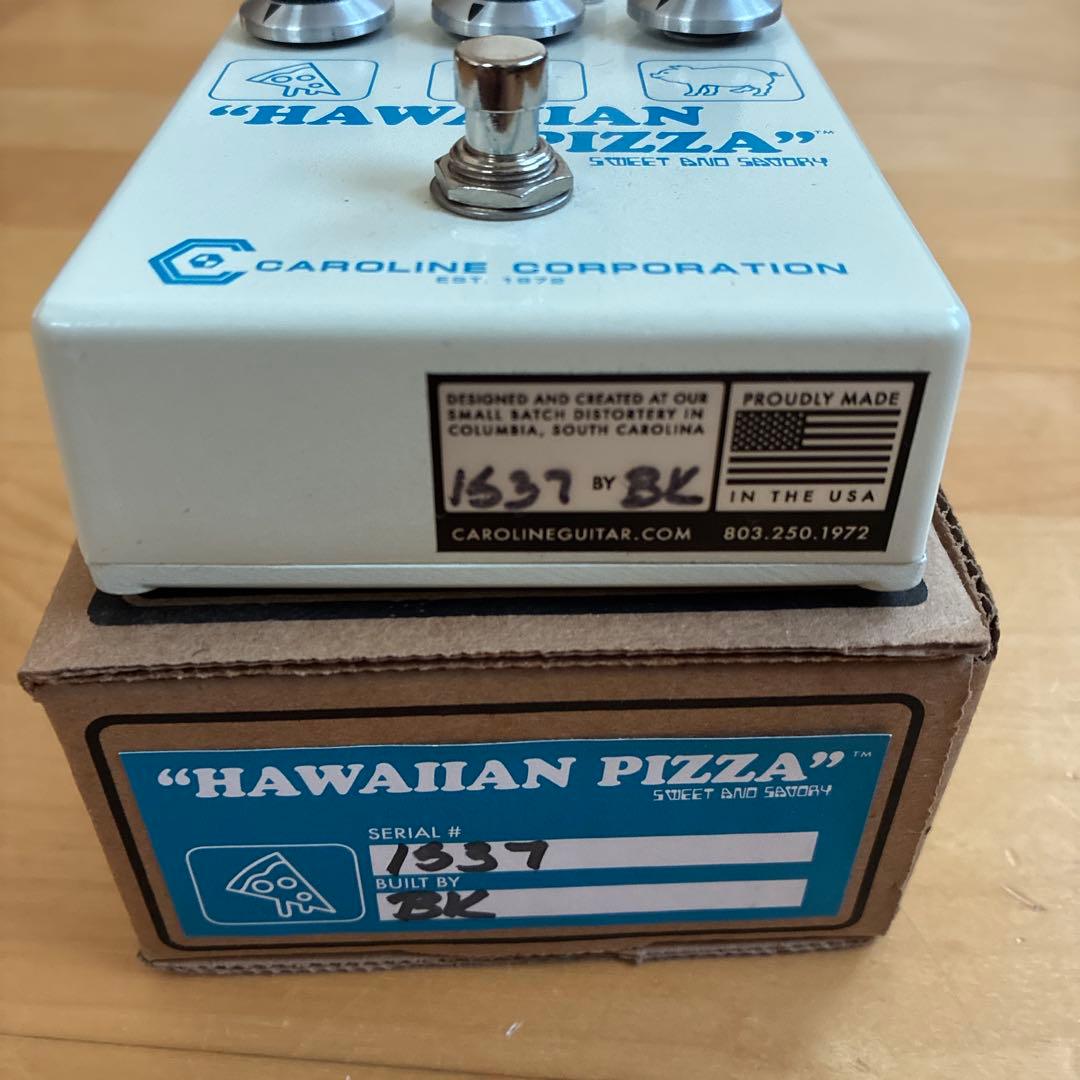 “HAWAIIAN
PIZZA”™
SWEET AND SAVORY
CAROLINE CORPORATION
EST. 1972
DESIGNED AND CREATED AT OUR
SMALL BATCH DISTORTERY IN
COLUMBIA, SOUTH CAROLINA
1537 BY BK
PROUDLY MADE
IN THE USA
CAROLINEGUITAR.COM 803.250.1972
“HAWAIIAN PIZZA”™
SWEET AND SAVORY
SERIAL #
1537
BUILT BY
BK